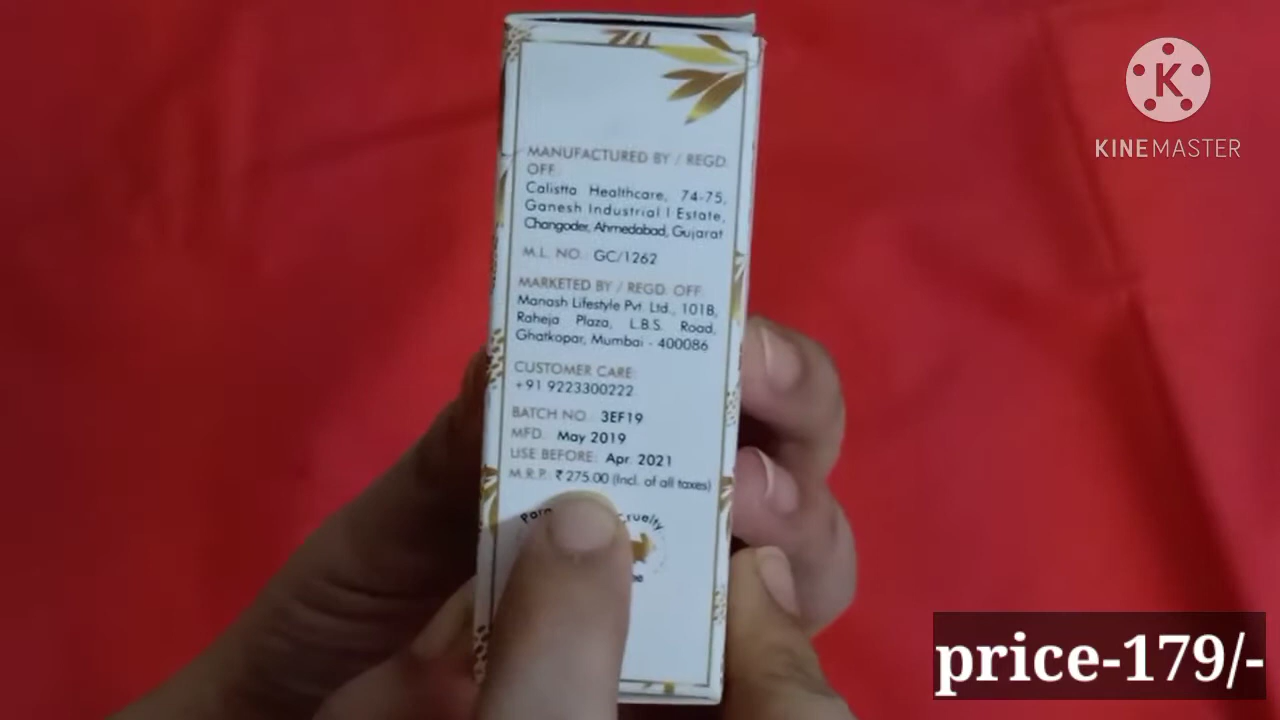 K
KINEMASTER
MANUFACTURED BY / REGD.
OFF.:
Calistta Healthcare, 74-75,
Ganesh Industrial I Estate,
Changoder, Ahmedabad, Gujarat
M.L. NO. GC/1262
MARKETED BY / REGD. OFF:
Manash Lifestyle Pvt. Ltd., 101B,
Raheja Plaza, L.B.S. Road,
Ghatkopar, Mumbai - 400086
CUSTOMER CARE:
+91 9223300222
BATCH NO. 3EF19
MFD. May 2019
USE BEFORE: Apr. 2021
M.R.P.: ₹ 275.00 (Incl. of all taxes)
Cruelty
price-179/-